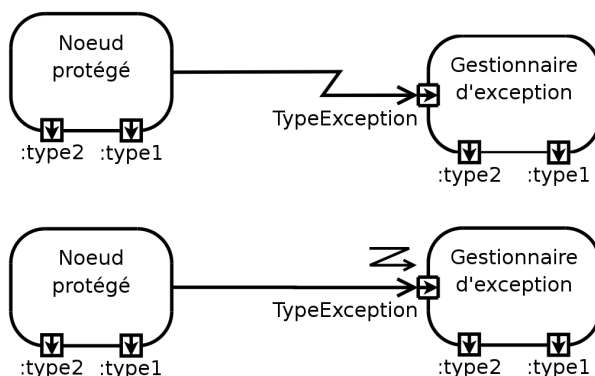 Noeud
protégé
Gestionnaire
d'exception
TypeException
:type2 :type1
:type2 :type1
Noeud
protégé
Gestionnaire
d'exception
TypeException
:type2 :type1
:type2 :type1